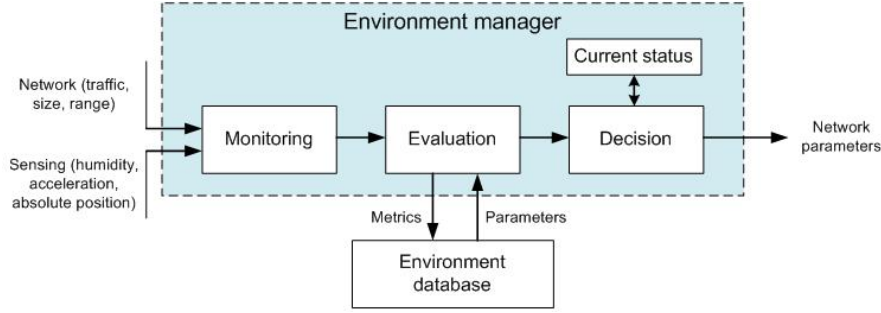 Environment manager
Current status
Network (traffic,
size, range)
Monitoring
Evaluation
Decision
Network
parameters
Sensing (humidity,
acceleration,
absolute position)
Metrics
Parameters
Environment
database